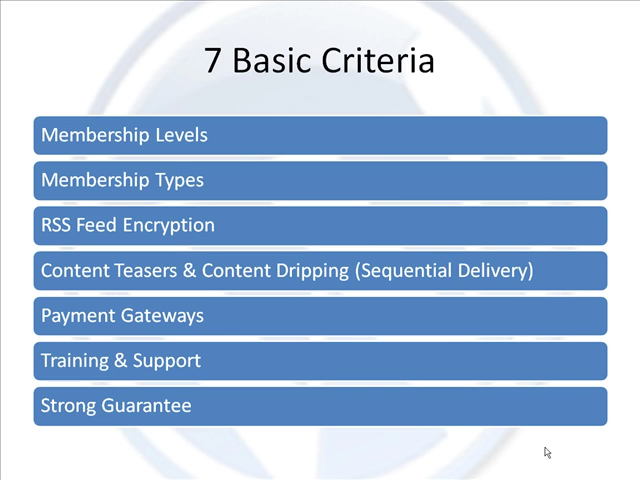 7 Basic Criteria
Membership Levels
Membership Types
RSS Feed Encryption
Content Teasers & Content Dripping (Sequential Delivery)
Payment Gateways
Training & Support
Strong Guarantee